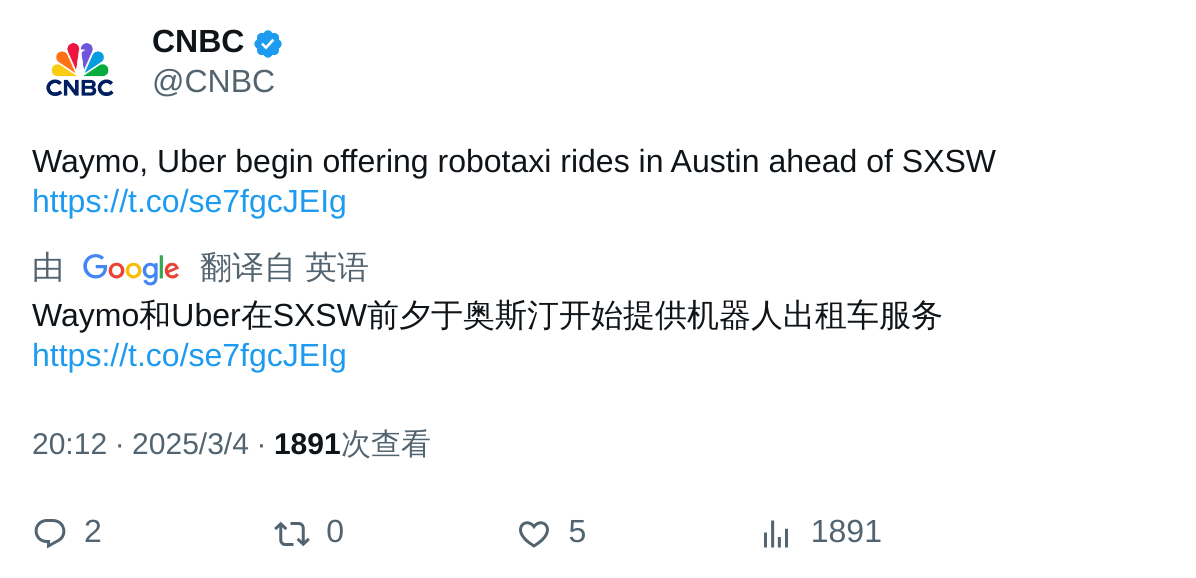 CNBC
CNBC
@CNBC
Waymo, Uber begin offering robotaxi rides in Austin ahead of SXSW
https://t.co/se7fgcJEIg
由 Google 翻译自 英语
Waymo和Uber在SXSW前夕于奥斯汀开始提供机器人出租车服务
https://t.co/se7fgcJEIg
20:12 · 2025/3/4 · 1891次查看
2 0 5 1891